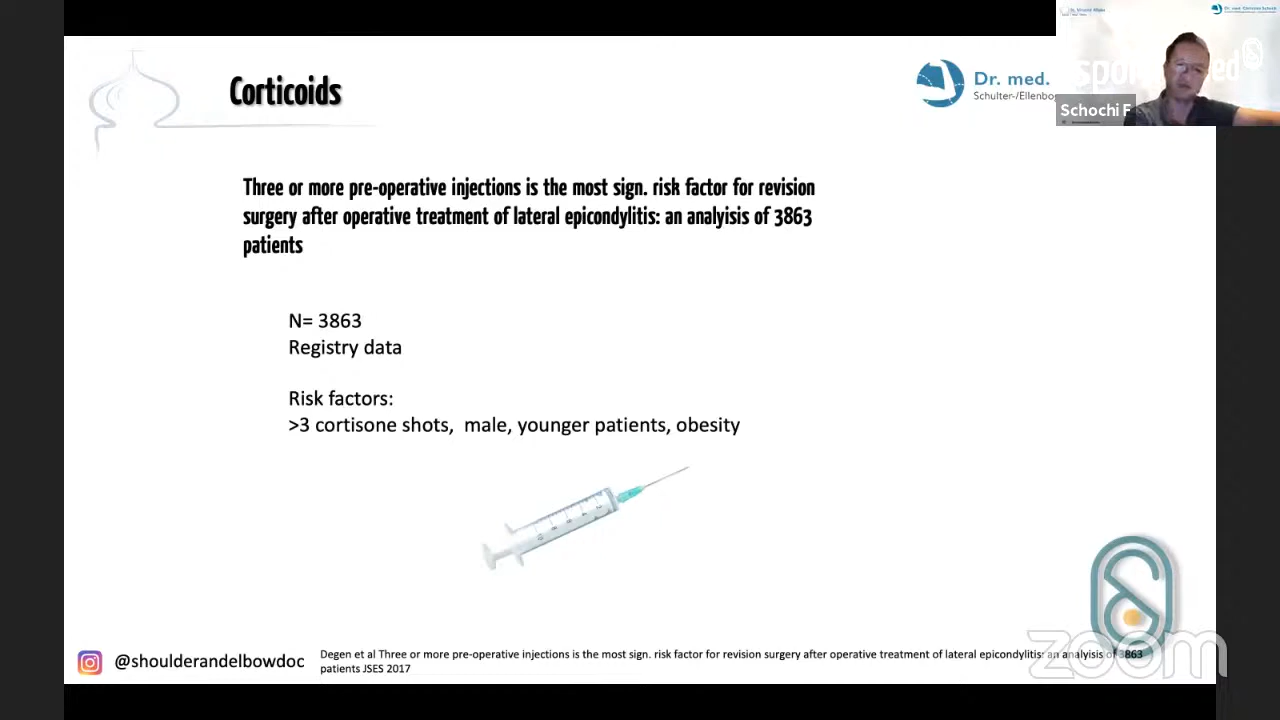 Corticoids
Dr. med.
Schulter-/Ellenbo
Schochi F
Three or more pre-operative injections is the most sign. risk factor for revision
surgery after operative treatment of lateral epicondylitis: an analyisis of 3863
patients
N= 3863
Registry data
Risk factors:
>3 cortisone shots, male, younger patients, obesity
@shoulderandelbowdoc
Degen et al Three or more pre-operative injections is the most sign. risk factor for revision surgery after operative treatment of lateral epicondylitis: an analyisis of 3863
patients JSES 2017
zoom